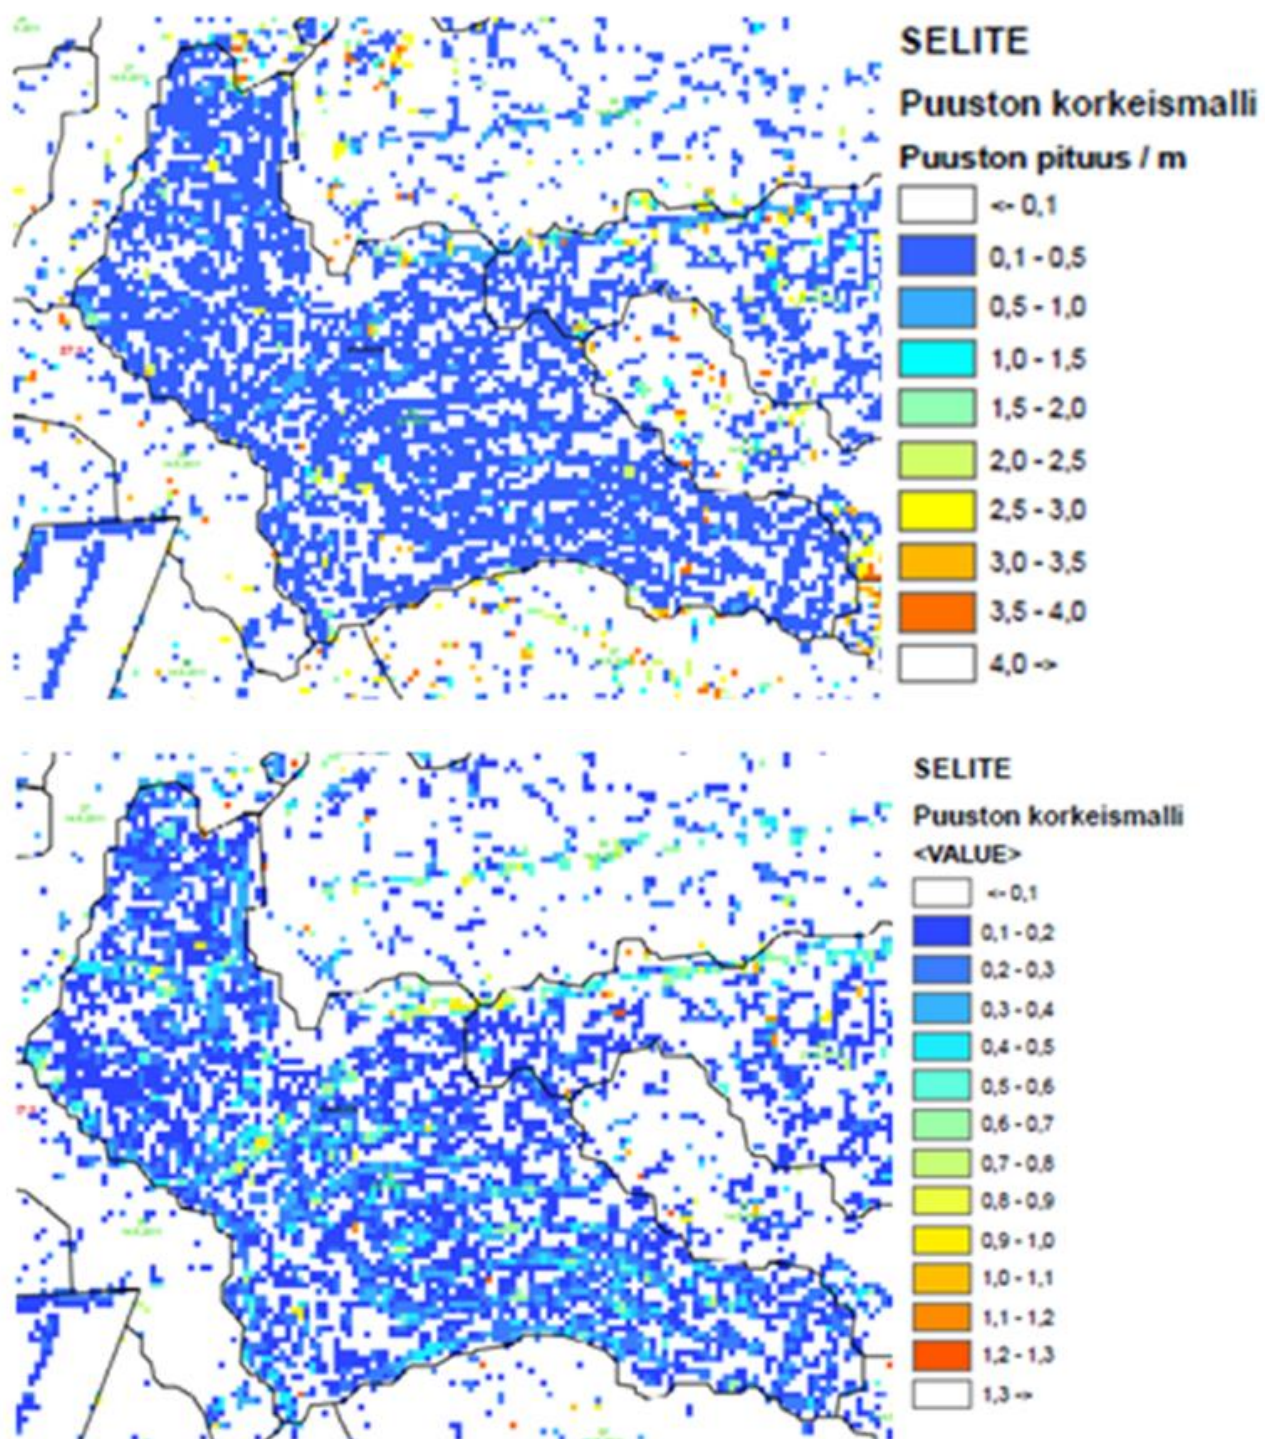 SELITE
Puuston korkeismalli
Puuston pituus / m
<- 0,1
0,1 - 0,5
0,5 - 1,0
1,0 - 1,5
1,5 - 2,0
2,0 - 2,5
2,5 - 3,0
3,0 - 3,5
3,5 - 4,0
4,0 ->
SELITE
Puuston korkeismalli
<VALUE>
<- 0,1
0,1 - 0,2
0,2 - 0,3
0,3 - 0,4
0,4 - 0,5
0,5 - 0,6
0,6 - 0,7
0,7 - 0,8
0,8 - 0,9
0,9 - 1,0
1,0 - 1,1
1,1 - 1,2
1,2 - 1,3
1,3 ->